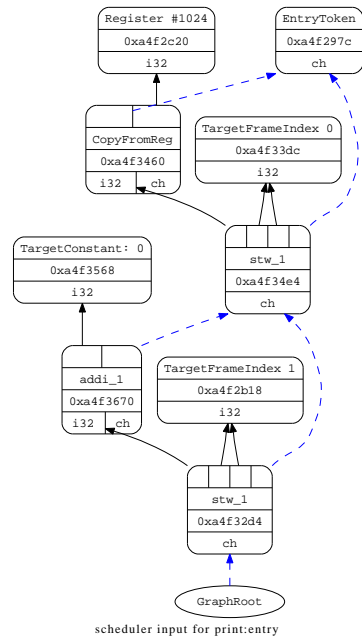 Register #1024
0xa4f2c20
i32
EntryToken
0xa4f297c
ch
CopyFromReg
0xa4f3460
i32 ch
TargetFrameIndex 0
0xa4f33dc
i32
TargetConstant: 0
0xa4f3568
i32
stw_1
0xa4f34e4
ch
addi_1
0xa4f3670
i32 ch
TargetFrameIndex 1
0xa4f2b18
i32
stw_1
0xa4f32d4
ch
GraphRoot
scheduler input for print:entry